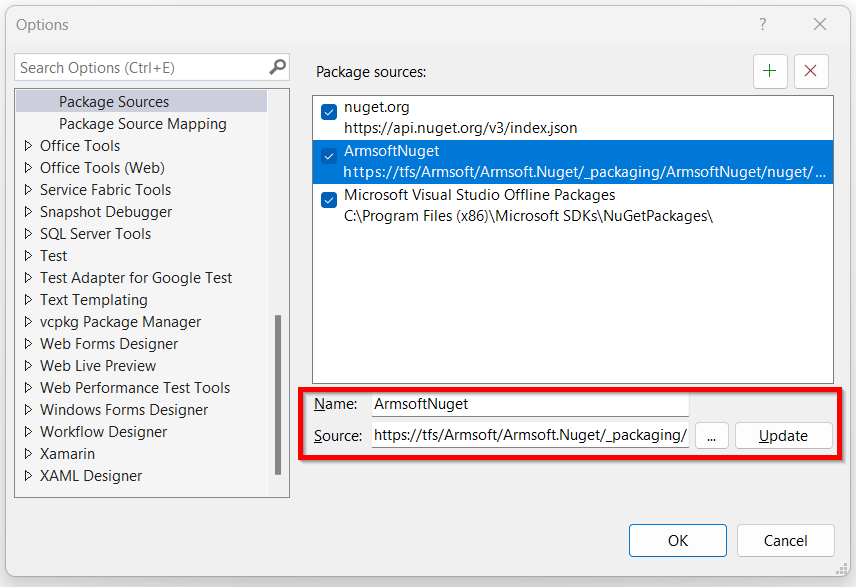 Options
?
Search Options (Ctrl+E)
Package Sources
Package Source Mapping
Office Tools
Office Tools (Web)
Service Fabric Tools
Snapshot Debugger
SQL Server Tools
Test
Test Adapter for Google Test
Text Templating
vcpkg Package Manager
Web Forms Designer
Web Live Preview
Web Performance Test Tools
Windows Forms Designer
Workflow Designer
Xamarin
XAML Designer
Package sources:
nuget.org
https://api.nuget.org/v3/index.json
ArmsoftNuget
https://tfs/Armsoft/Armsoft.Nuget/_packaging/ArmsoftNuget/nuget/...
Microsoft Visual Studio Offline Packages
C:\Program Files (x86)\Microsoft SDKs\NuGetPackages\
Name: ArmsoftNuget
Source: https://tfs/Armsoft/Armsoft.Nuget/_packaging/ ... Update
OK Cancel